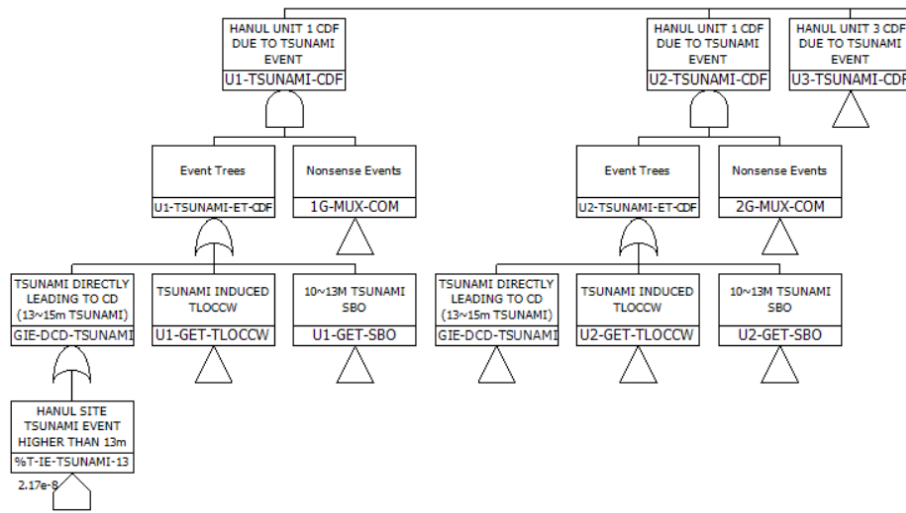 HANUL UNIT 1 CDF
DUE TO TSUNAMI
EVENT
U1-TSUNAMI-CDF
HANUL UNIT 1 CDF
DUE TO TSUNAMI
EVENT
U2-TSUNAMI-CDF
HANUL UNIT 3 CDF
DUE TO TSUNAMI
EVENT
U3-TSUNAMI-CDF
Event Trees
U1-TSUNAMI-ET-CDF
Nonsense Events
1G-MUX-COM
Event Trees
U2-TSUNAMI-ET-CDF
Nonsense Events
2G-MUX-COM
TSUNAMI DIRECTLY
LEADING TO CD
(13~15m TSUNAMI)
GIE-DCD-TSUNAMI
TSUNAMI INDUCED
TLOCCW
U1-GET-TLOCCW
10~13M TSUNAMI
SBO
U1-GET-SBO
TSUNAMI DIRECTLY
LEADING TO CD
(13~15m TSUNAMI)
GIE-DCD-TSUNAMI
TSUNAMI INDUCED
TLOCCW
U2-GET-TLOCCW
10~13M TSUNAMI
SBO
U2-GET-SBO
HANUL SITE
TSUNAMI EVENT
HIGHER THAN 13m
%T-IE-TSUNAMI-13
2.17e-8